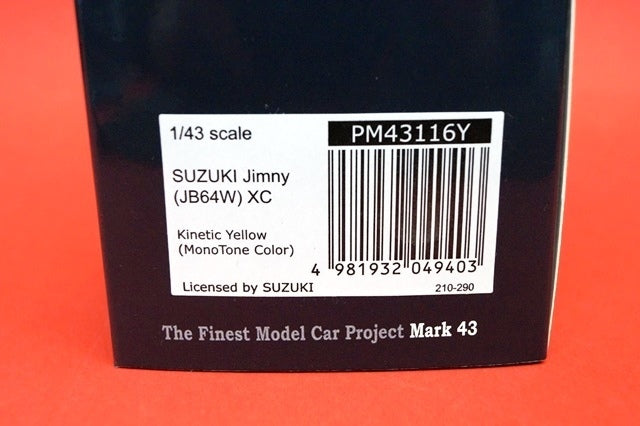 1/43 scale
PM43116Y
SUZUKI Jimny
(JB64W) XC
Kinetic Yellow
(MonoTone Color)
4 981932 049403
Licensed by SUZUKI
210-290
The Finest Model Car Project Mark 43